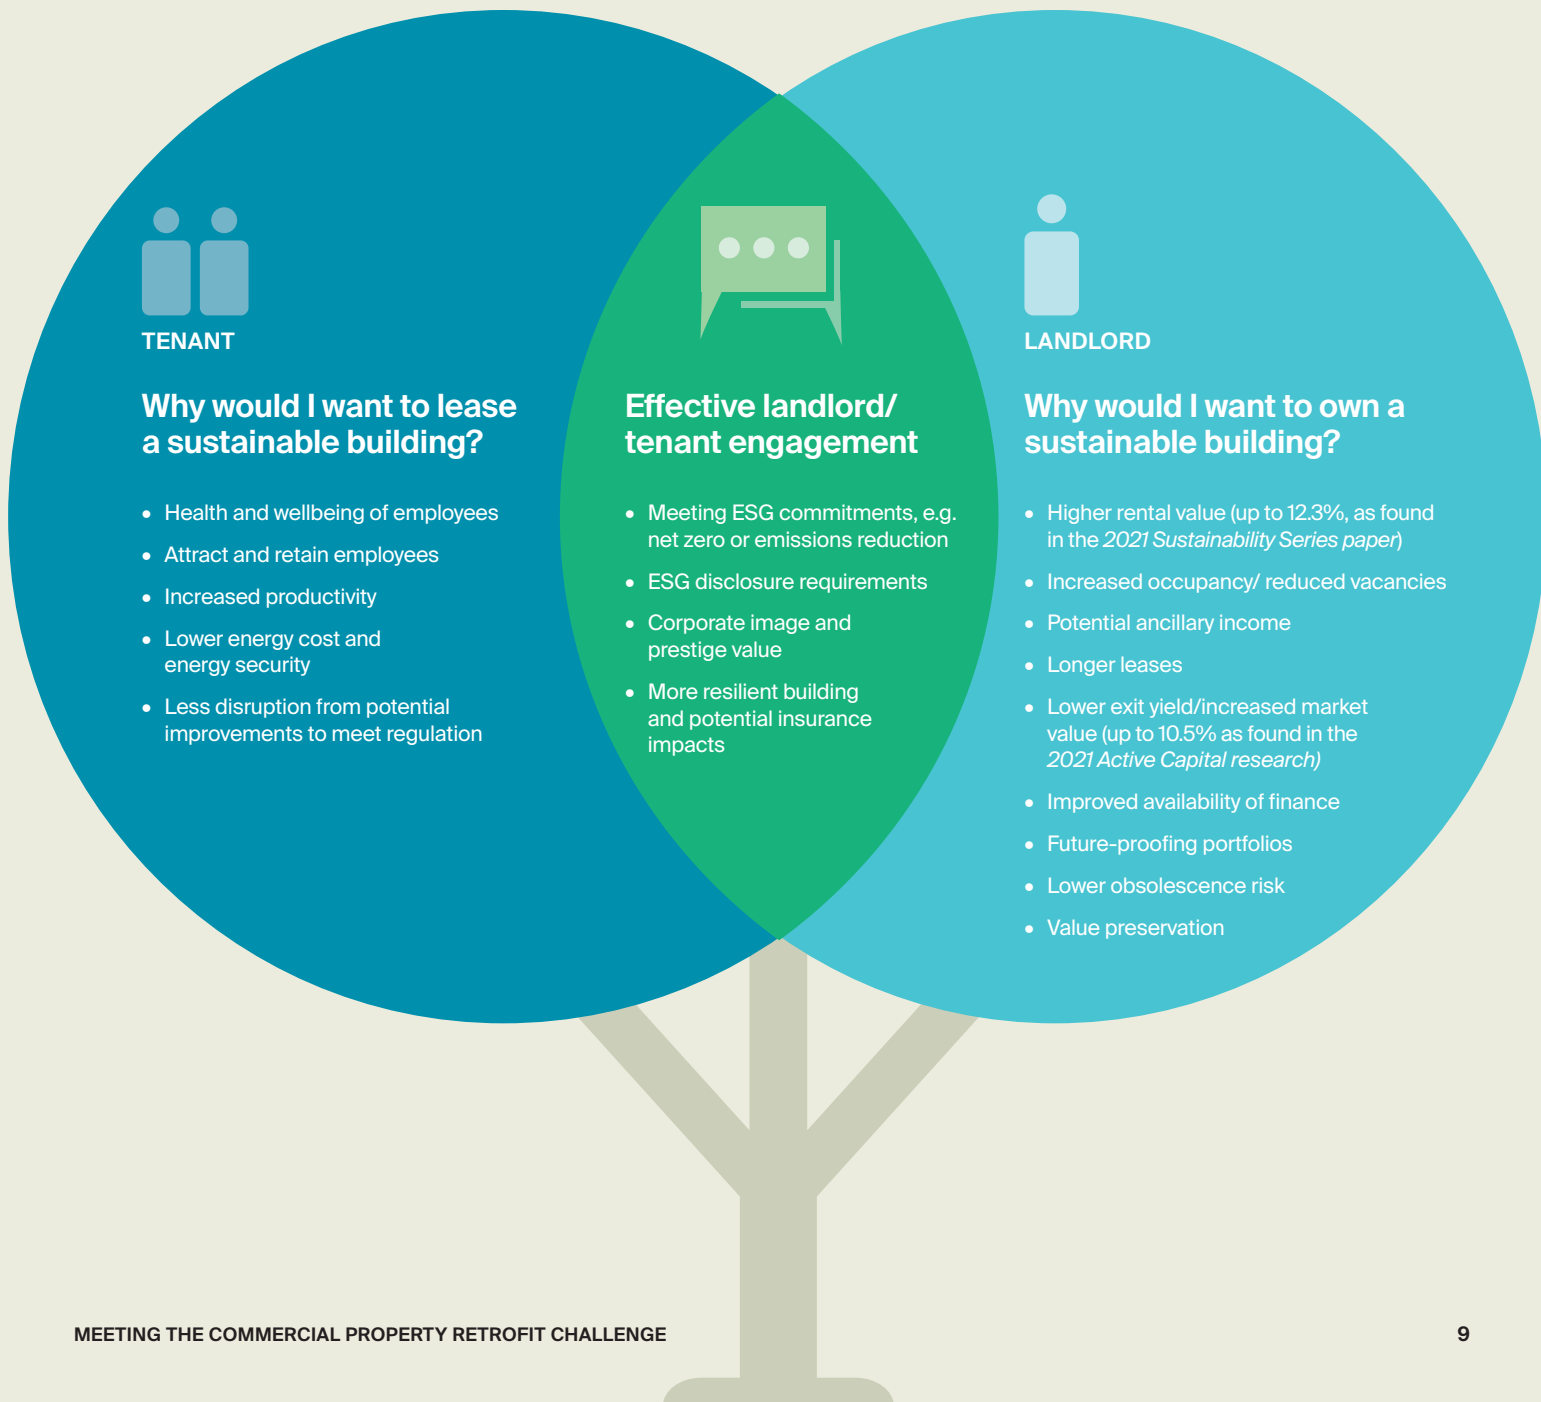 TENANT
Why would I want to lease
a sustainable building?
• Health and wellbeing of employees
• Attract and retain employees
• Increased productivity
• Lower energy cost and
energy security
• Less disruption from potential
improvements to meet regulation
Effective landlord/
tenant engagement
• Meeting ESG commitments, e.g.
net zero or emissions reduction
• ESG disclosure requirements
• Corporate image and
prestige value
• More resilient building
and potential insurance
impacts
LANDLORD
Why would I want to own a
sustainable building?
• Higher rental value (up to 12.3%, as found
in the 2021 Sustainability Series paper)
• Increased occupancy/ reduced vacancies
• Potential ancillary income
• Longer leases
• Lower exit yield/increased market
value (up to 10.5% as found in the
2021 Active Capital research)
• Improved availability of finance
• Future-proofing portfolios
• Lower obsolescence risk
• Value preservation
MEETING THE COMMERCIAL PROPERTY RETROFIT CHALLENGE
9